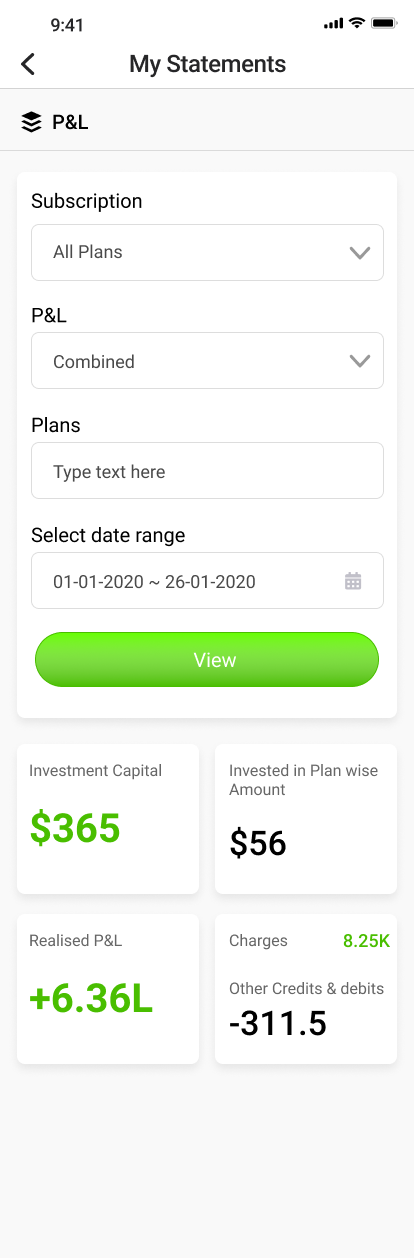 9:41
My Statements
P&L
Subscription
All Plans
P&L
Combined
Plans
Type text here
Select date range
01-01-2020 ~ 26-01-2020
View
Investment Capital
$365
Invested in Plan wise
Amount
$56
Realised P&L
+6.36L
Charges 8.25K
Other Credits & debits
-311.5